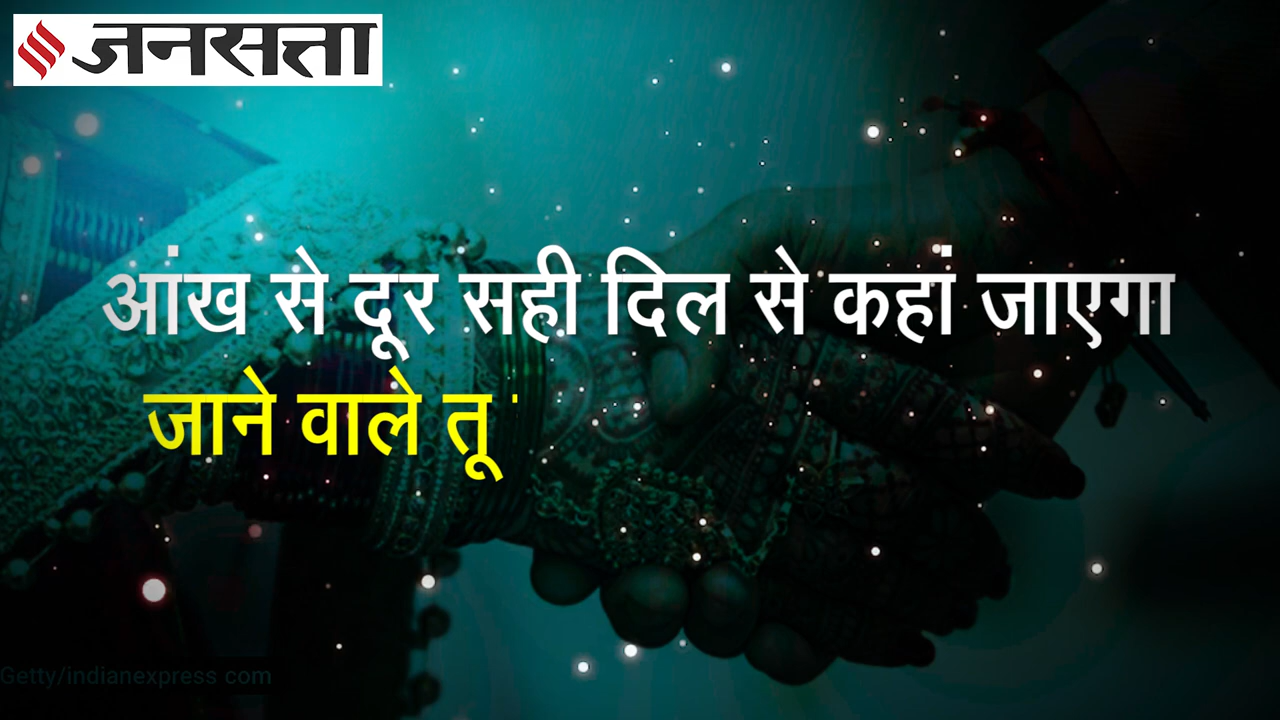 जनसत्ता
आंख से दूर सही दिल से कहां जाएगा
जाने वाले तू
Getty/indianexpress com